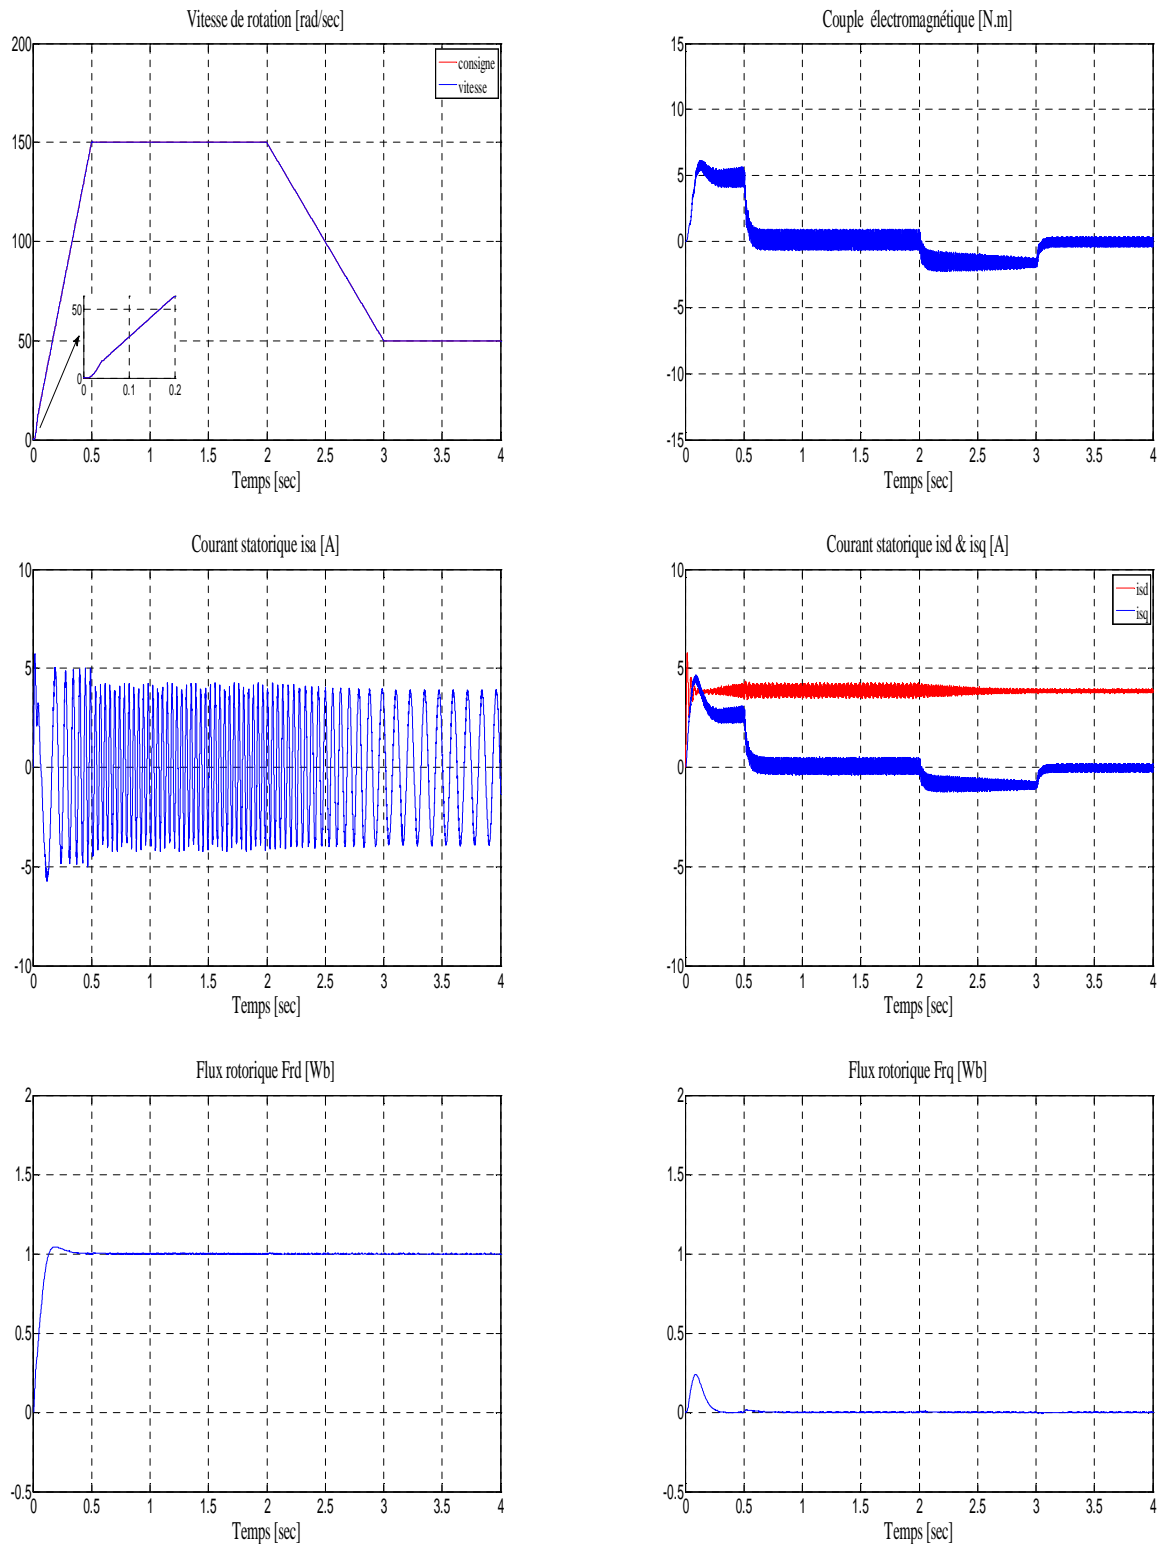 Vitesse de rotation [rad/sec]
200
150
100
50
0
consigne
vitesse
50
0
0 0.1 0.2
0 0.5 1 1.5 2 2.5 3 3.5 4
Temps [sec]
Couple électromagnétique [N.m]
15
10
5
0
-5
-10
-15
0 0.5 1 1.5 2 2.5 3 3.5 4
Temps [sec]
Courant statorique isa [A]
10
5
0
-5
-10
0 0.5 1 1.5 2 2.5 3 3.5 4
Temps [sec]
Courant statorique isd & isq [A]
10
5
0
-5
-10
isd
isq
0 0.5 1 1.5 2 2.5 3 3.5 4
Temps [sec]
Flux rotorique Frd [Wb]
2
1.5
1
0.5
0
-0.5
0 0.5 1 1.5 2 2.5 3 3.5 4
Temps [sec]
Flux rotorique Frq [Wb]
2
1.5
1
0.5
0
-0.5
0 0.5 1 1.5 2 2.5 3 3.5 4
Temps [sec]